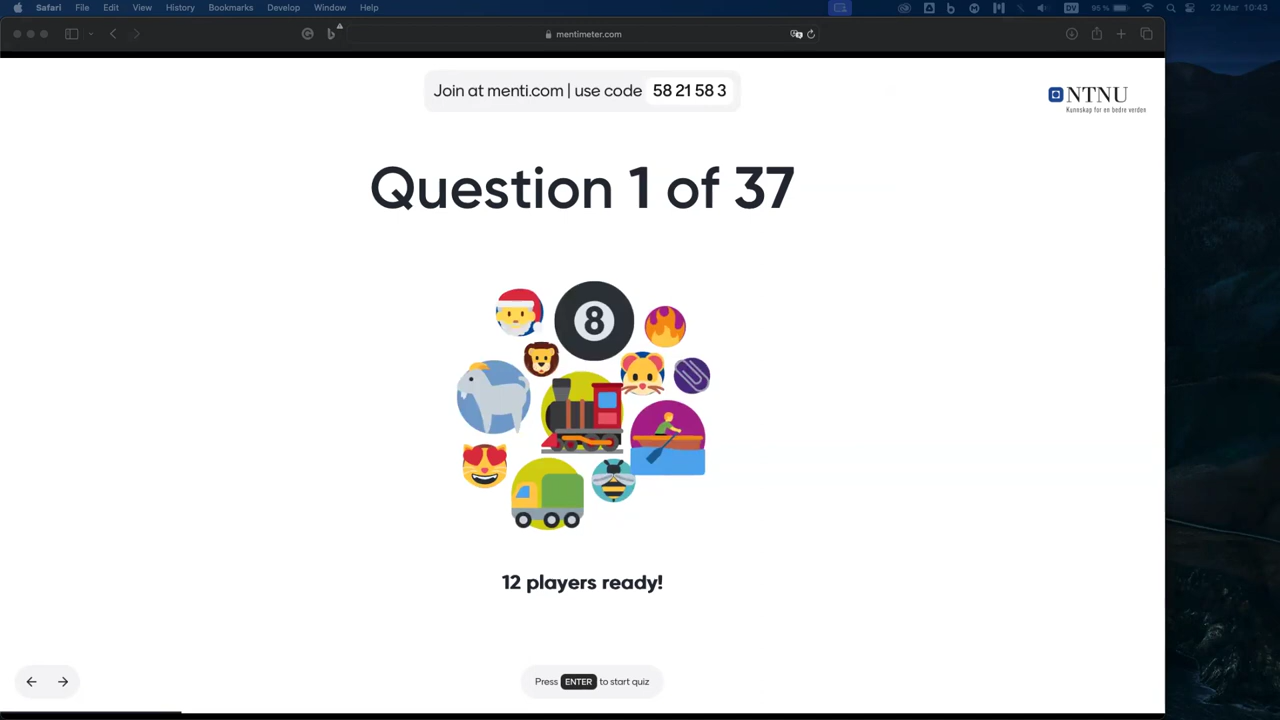 Safari File Edit View History Bookmarks Develop Window Help
DV 95 % 22 Mar 10:43
mentimeter.com
Join at menti.com | use code 58 21 58 3
NTNU
Kunnskap for en bedre verden
Question 1 of 37
8
12 players ready!
Press ENTER to start quiz